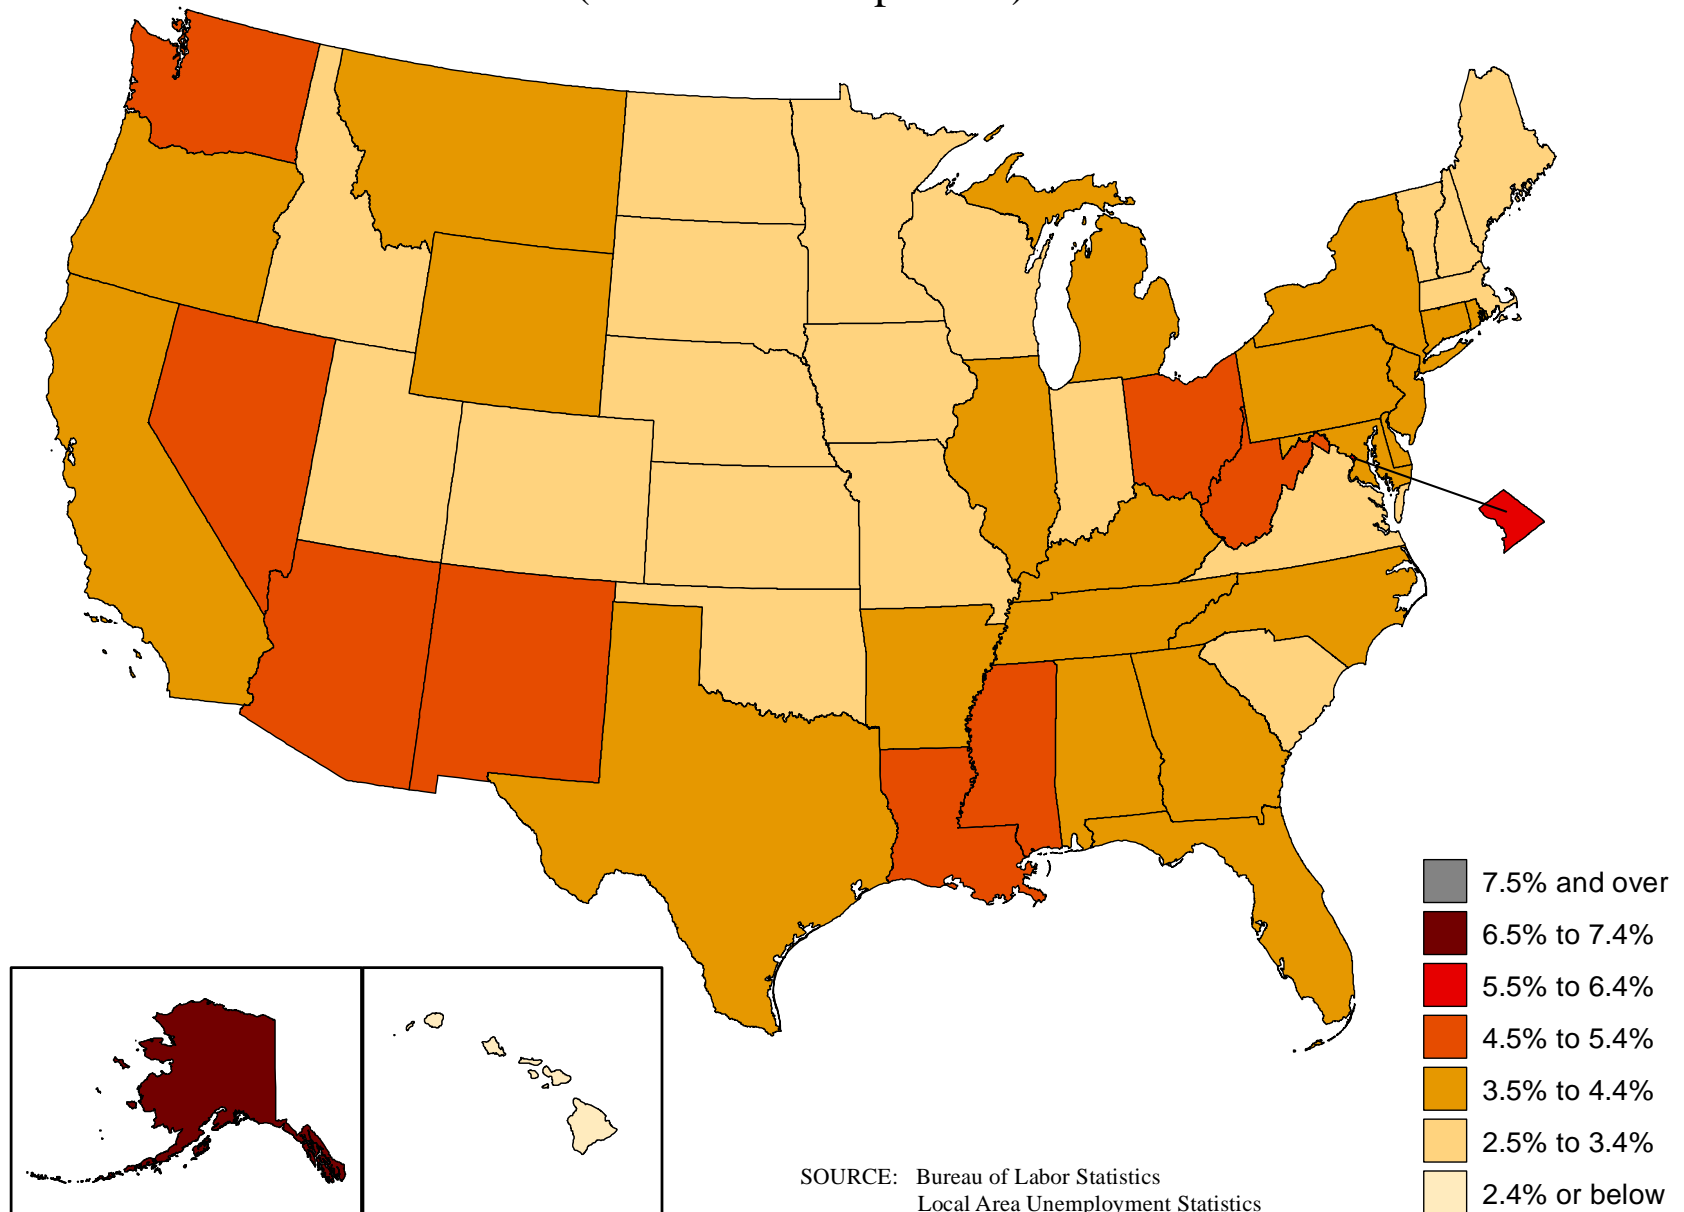 7.5% and over
6.5% to 7.4%
5.5% to 6.4%
4.5% to 5.4%
3.5% to 4.4%
2.5% to 3.4%
2.4% or below
SOURCE: Bureau of Labor Statistics
Local Area Unemployment Statistics